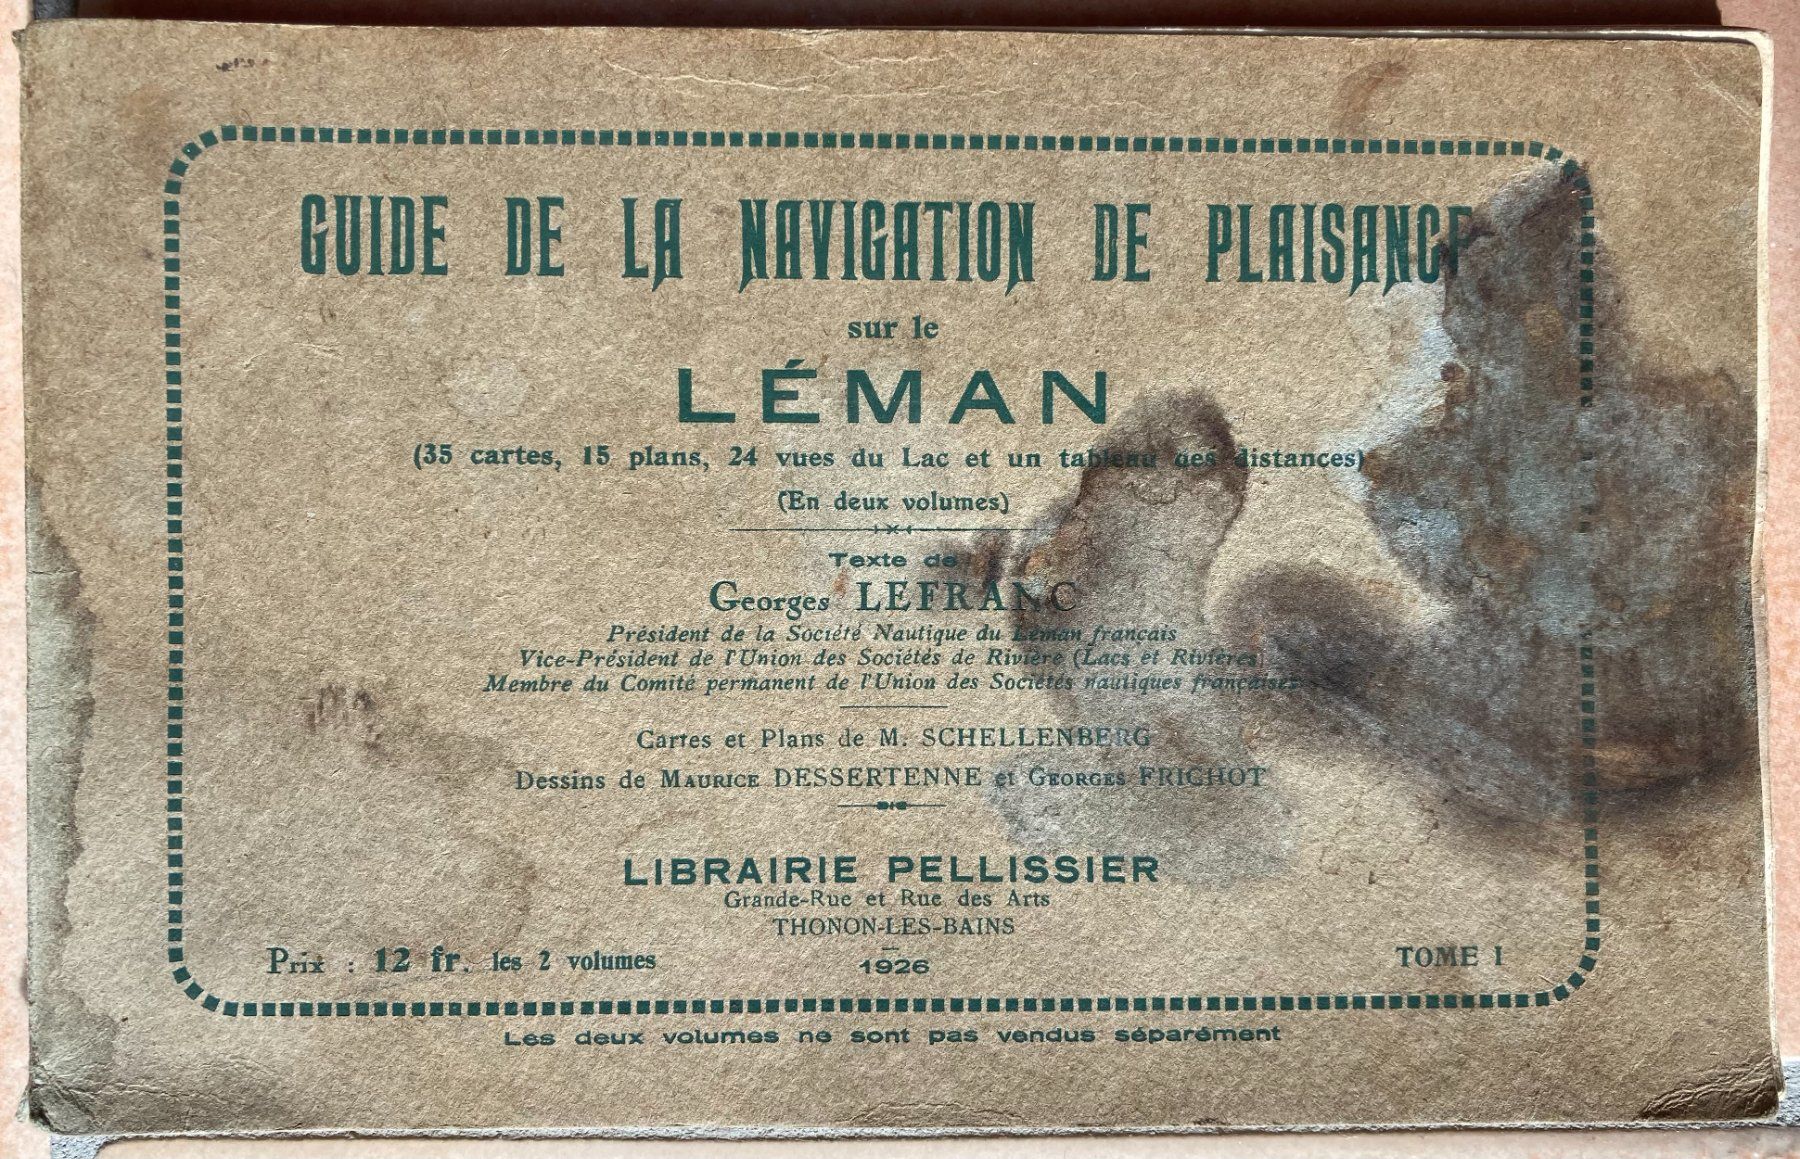 GUIDE DE LA NAVIGATION DE PLAISANCE
sur le
LÉMAN
(35 cartes, 15 plans, 24 vues du Lac et un tableau des distances)
(En deux volumes)
Texte de
Georges LEFRANC
Président de la Société Nautique du Léman français
Vice-Président de l'Union des Sociétés de Rivière (Lacs et Rivières)
Membre du Comité permanent de l'Union des Sociétés nautiques françaises
Cartes et Plans de M. SCHELLENBERG
Dessins de MAURICE DESSERTENNE et GEORGES FRICHOT
LIBRAIRIE PELLISSIER
Grande-Rue et Rue des Arts
THONON-LES-BAINS
Prix : 12 fr. les 2 volumes
1926
TOME I
Les deux volumes ne sont pas vendus séparément